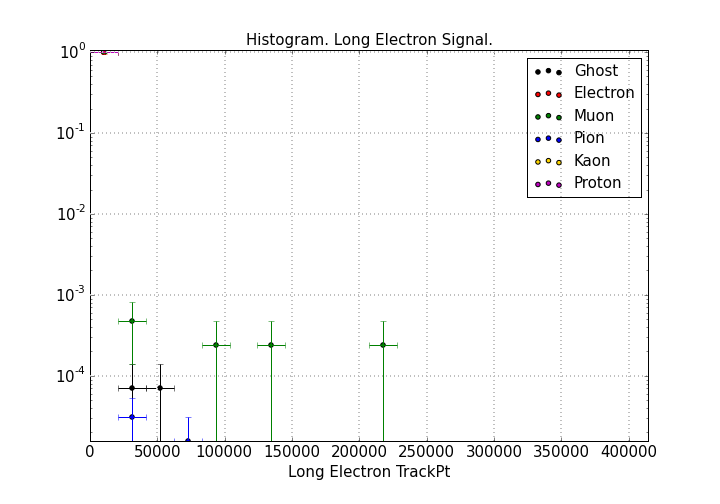 Histogram. Long Electron Signal.
10^0
10^-1
10^-2
10^-3
10^-4
Ghost
Electron
Muon
Pion
Kaon
Proton
0 50000 100000 150000 200000 250000 300000 350000 400000
Long Electron TrackPt